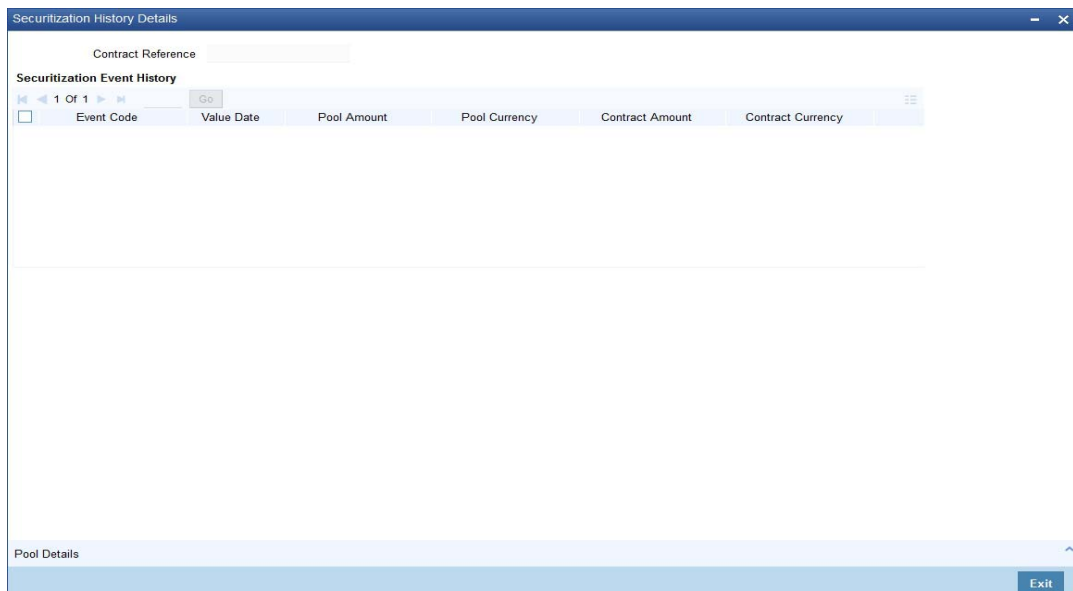 Securitization History Details
Contract Reference
Securitization Event History
1 Of 1 Go
Event Code Value Date Pool Amount Pool Currency Contract Amount Contract Currency
Pool Details
Exit